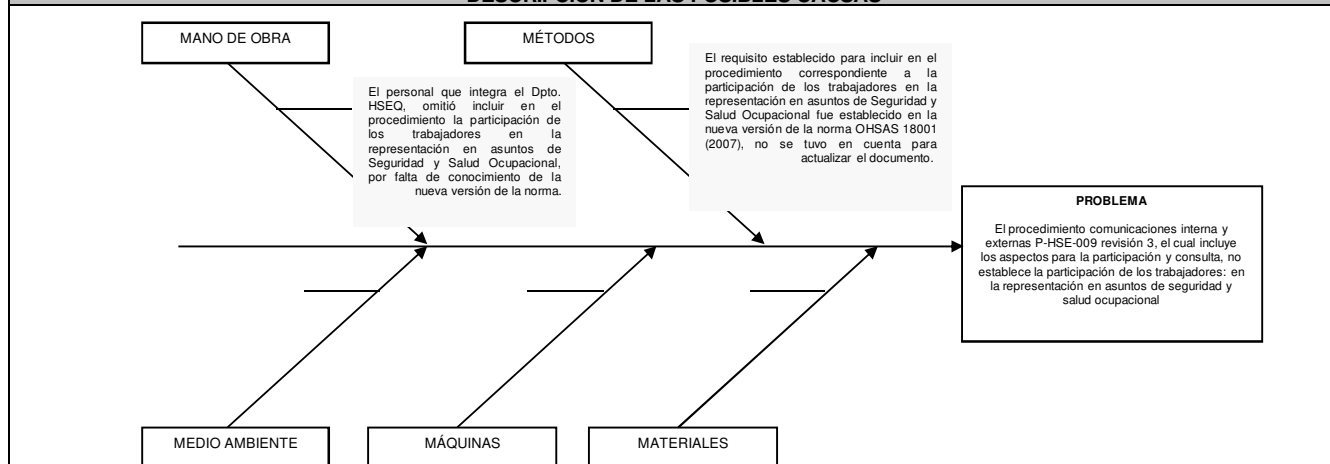 DESCRIPCIÓN DE LAS POSIBLES CAUSAS
MANO DE OBRA
MÉTODOS
El personal que integra el Dpto.
HSEQ, omitió incluir en el
procedimiento la participación de
los trabajadores en la
representación en asuntos de
Seguridad y Salud Ocupacional,
por falta de conocimiento de la
nueva versión de la norma.
El requisito establecido para incluir en el
procedimiento correspondiente a la
participación de los trabajadores en la
representación en asuntos de Seguridad y
Salud Ocupacional fue establecido en la
nueva versión de la norma OHSAS 18001
(2007), no se tuvo en cuenta para
actualizar el documento.
PROBLEMA
El procedimiento comunicaciones interna y
externas P-HSE-009 revisión 3, el cual incluye
los aspectos para la participación y consulta, no
establece la participación de los trabajadores: en
la representación en asuntos de seguridad y
salud ocupacional
MEDIO AMBIENTE
MÁQUINAS
MATERIALES